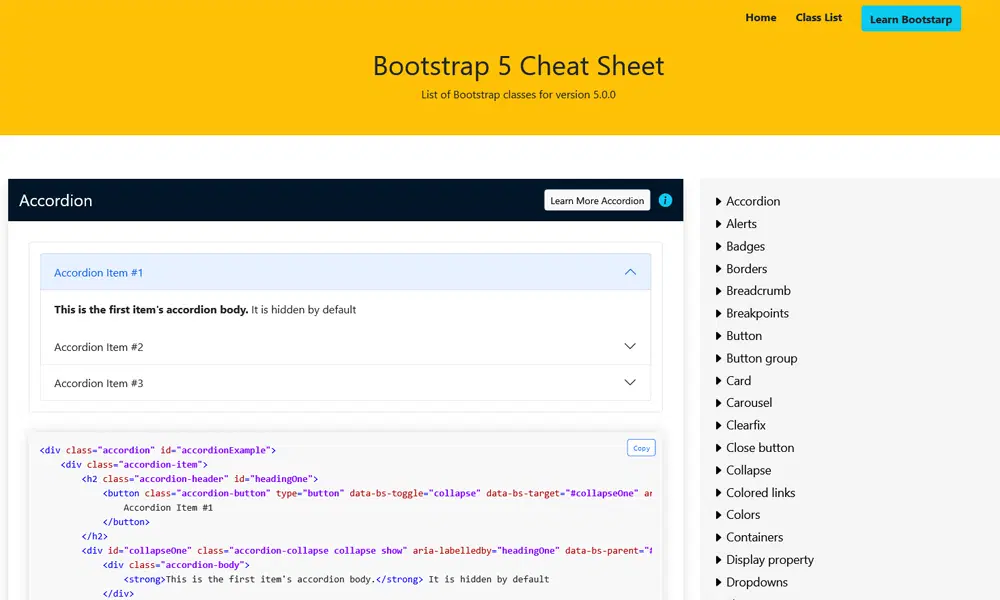 Home Class List Learn Bootstarp
Bootstrap 5 Cheat Sheet
List of Bootstrap classes for version 5.0.0
Accordion
Learn More Accordion
i
Accordion Item #1
This is the first item's accordion body. It is hidden by default
Accordion Item #2
Accordion Item #3
Copy
<div class="accordion" id="accordionExample">
<div class="accordion-item">
<h2 class="accordion-header" id="headingOne">
<button class="accordion-button" type="button" data-bs-toggle="collapse" data-bs-target="#collapseOne" ar
Accordion Item #1
</button>
</h2>
<div id="collapseOne" class="accordion-collapse collapse show" aria-labelledby="headingOne" data-bs-parent="#
<div class="accordion-body">
<strong>This is the first item's accordion body.</strong> It is hidden by default
</div>
Accordion
Alerts
Badges
Borders
Breadcrumb
Breakpoints
Button
Button group
Card
Carousel
Clearfix
Close button
Collapse
Colored links
Colors
Containers
Display property
Dropdowns